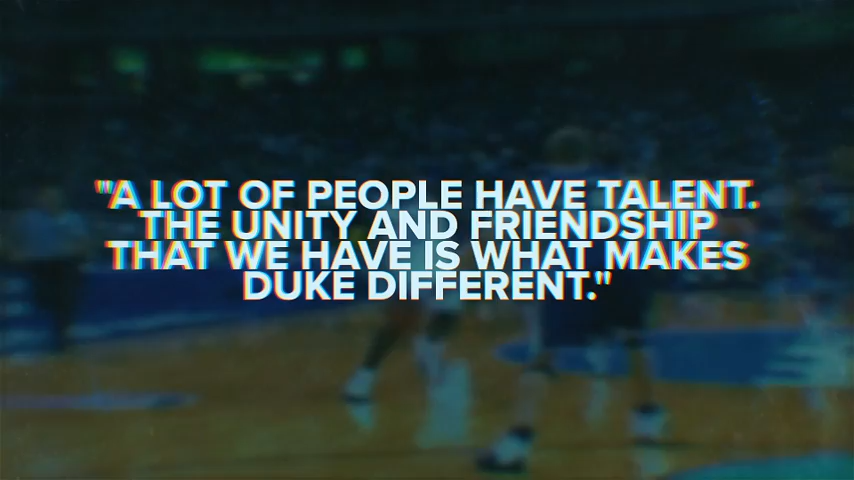 "A LOT OF PEOPLE HAVE TALENT.
THE UNITY AND FRIENDSHIP
THAT WE HAVE IS WHAT MAKES
DUKE DIFFERENT."